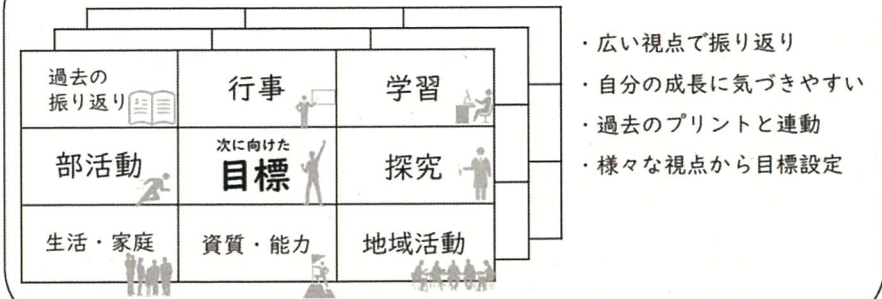 過去の
振り返り
行事
学習
部活動
次に向けた
目標
探究
生活・家庭
資質・能力
地域活動
・広い視点で振り返り
・自分の成長に気づきやすい
・過去のプリントと連動
・様々な視点から目標設定